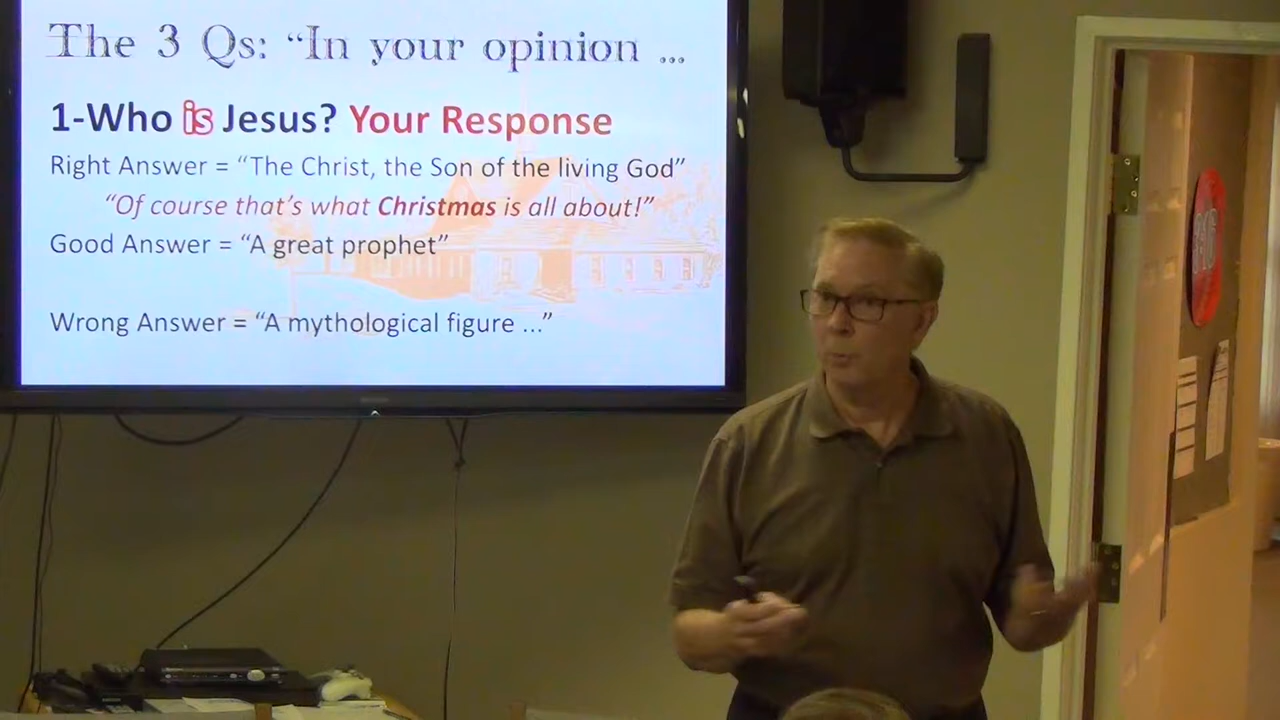 The 3 Qs: “In your opinion ...
1-Who is Jesus? Your Response
Right Answer = “The Christ, the Son of the living God”
“Of course that’s what Christmas is all about!”
Good Answer = “A great prophet”
Wrong Answer = “A mythological figure ...”